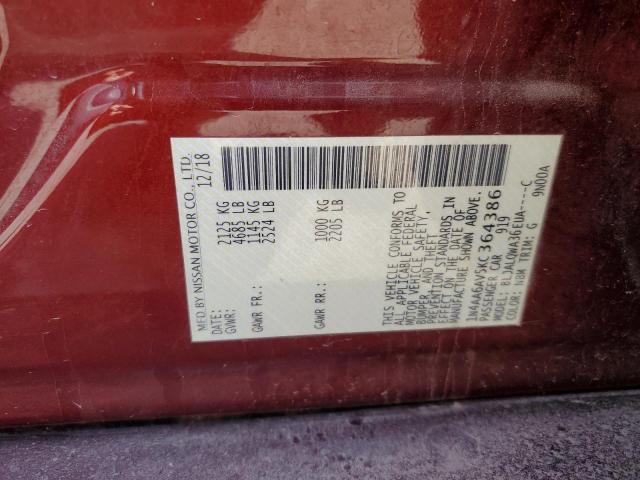 MFD BY NISSAN MOTOR CO., LTD.
DATE: 12/18
GVWR: 2125 KG
4685 LB
GAWR FR.: 1145 KG
2524 LB
GAWR RR.: 1000 KG
2205 LB
THIS VEHICLE CONFORMS TO
ALL APPLICABLE FEDERAL
MOTOR VEHICLE SAFETY,
BUMPER, AND THEFT
PREVENTION STANDARDS IN
EFFECT ON THE DATE OF
MANUFACTURE SHOWN ABOVE.
1N4AA6AV5KC364386
PASSENGER CAR 919
MODEL: BLJALQWA36EUA----C
COLOR: NBM TRIM: G 9N00A